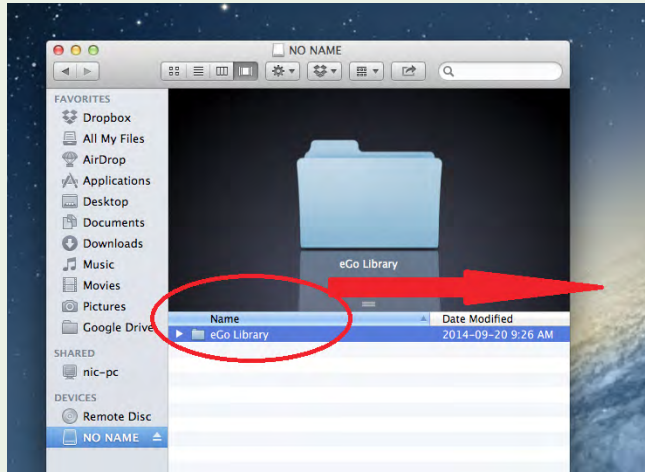 NO NAME
FAVORITES
Dropbox
All My Files
AirDrop
Applications
Desktop
Documents
Downloads
Music
Movies
Pictures
Google Drive
SHARED
nic-pc
DEVICES
Remote Disc
NO NAME
eGo Library
Name Date Modified
eGo Library 2014-09-20 9:26 AM